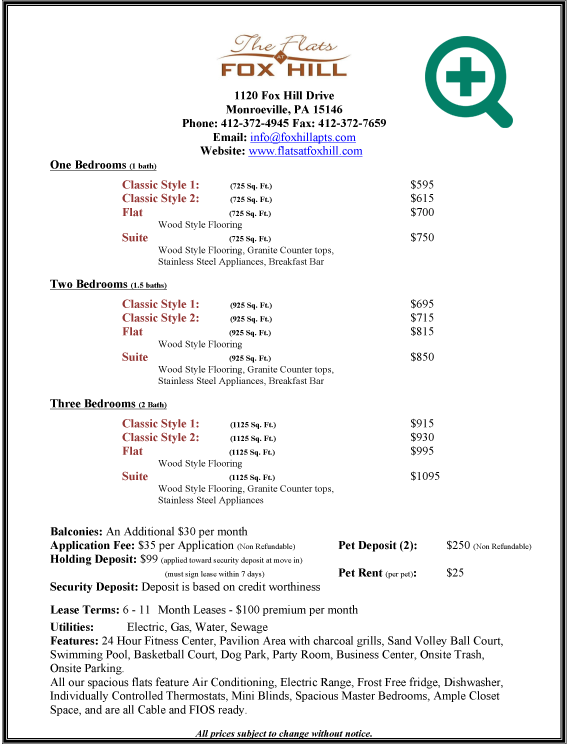 The Flats
AT
FOX HILL
1120 Fox Hill Drive
Monroeville, PA 15146
Phone: 412-372-4945 Fax: 412-372-7659
Email: info@foxhillapts.com
Website: www.flatsatfoxhill.com
One Bedrooms (1 bath)
Classic Style 1: (725 Sq. Ft.) $595
Classic Style 2: (725 Sq. Ft.) $615
Flat (725 Sq. Ft.) $700
Wood Style Flooring
Suite (725 Sq. Ft.) $750
Wood Style Flooring, Granite Counter tops,
Stainless Steel Appliances, Breakfast Bar
Two Bedrooms (1.5 baths)
Classic Style 1: (925 Sq. Ft.) $695
Classic Style 2: (925 Sq. Ft.) $715
Flat (925 Sq. Ft.) $815
Wood Style Flooring
Suite (925 Sq. Ft.) $850
Wood Style Flooring, Granite Counter tops,
Stainless Steel Appliances, Breakfast Bar
Three Bedrooms (2 Bath)
Classic Style 1: (1125 Sq. Ft.) $915
Classic Style 2: (1125 Sq. Ft.) $930
Flat (1125 Sq. Ft.) $995
Wood Style Flooring
Suite (1125 Sq. Ft.) $1095
Wood Style Flooring, Granite Counter tops,
Stainless Steel Appliances
Balconies: An Additional $30 per month
Application Fee: $35 per Application (Non Refundable) Pet Deposit (2): $250 (Non Refundable)
Holding Deposit: $99 (applied toward security deposit at move in)
(must sign lease within 7 days) Pet Rent (per pet): $25
Security Deposit: Deposit is based on credit worthiness
Lease Terms: 6 - 11 Month Leases - $100 premium per month
Utilities: Electric, Gas, Water, Sewage
Features: 24 Hour Fitness Center, Pavilion Area with charcoal grills, Sand Volley Ball Court,
Swimming Pool, Basketball Court, Dog Park, Party Room, Business Center, Onsite Trash,
Onsite Parking.
All our spacious flats feature Air Conditioning, Electric Range, Frost Free fridge, Dishwasher,
Individually Controlled Thermostats, Mini Blinds, Spacious Master Bedrooms, Ample Closet
Space, and are all Cable and FIOS ready.
All prices subject to change without notice.